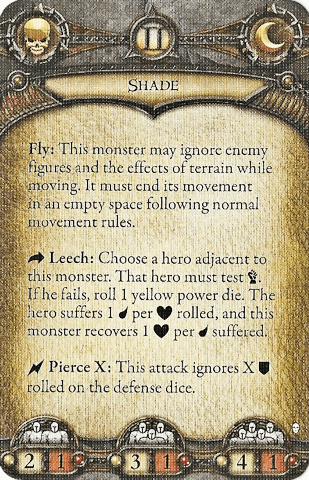 II
SHADE
Fly: This monster may ignore enemy
figures and the effects of terrain while
moving. It must end its movement
in an empty space following normal
movement rules.
Leech: Choose a hero adjacent to
this monster. That hero must test .
If he fails, roll 1 yellow power die. The
hero suffers 1 per rolled, and this
monster recovers 1 per suffered.
Pierce X: This attack ignores X
rolled on the defense dice.
2 1 3 1 4 1